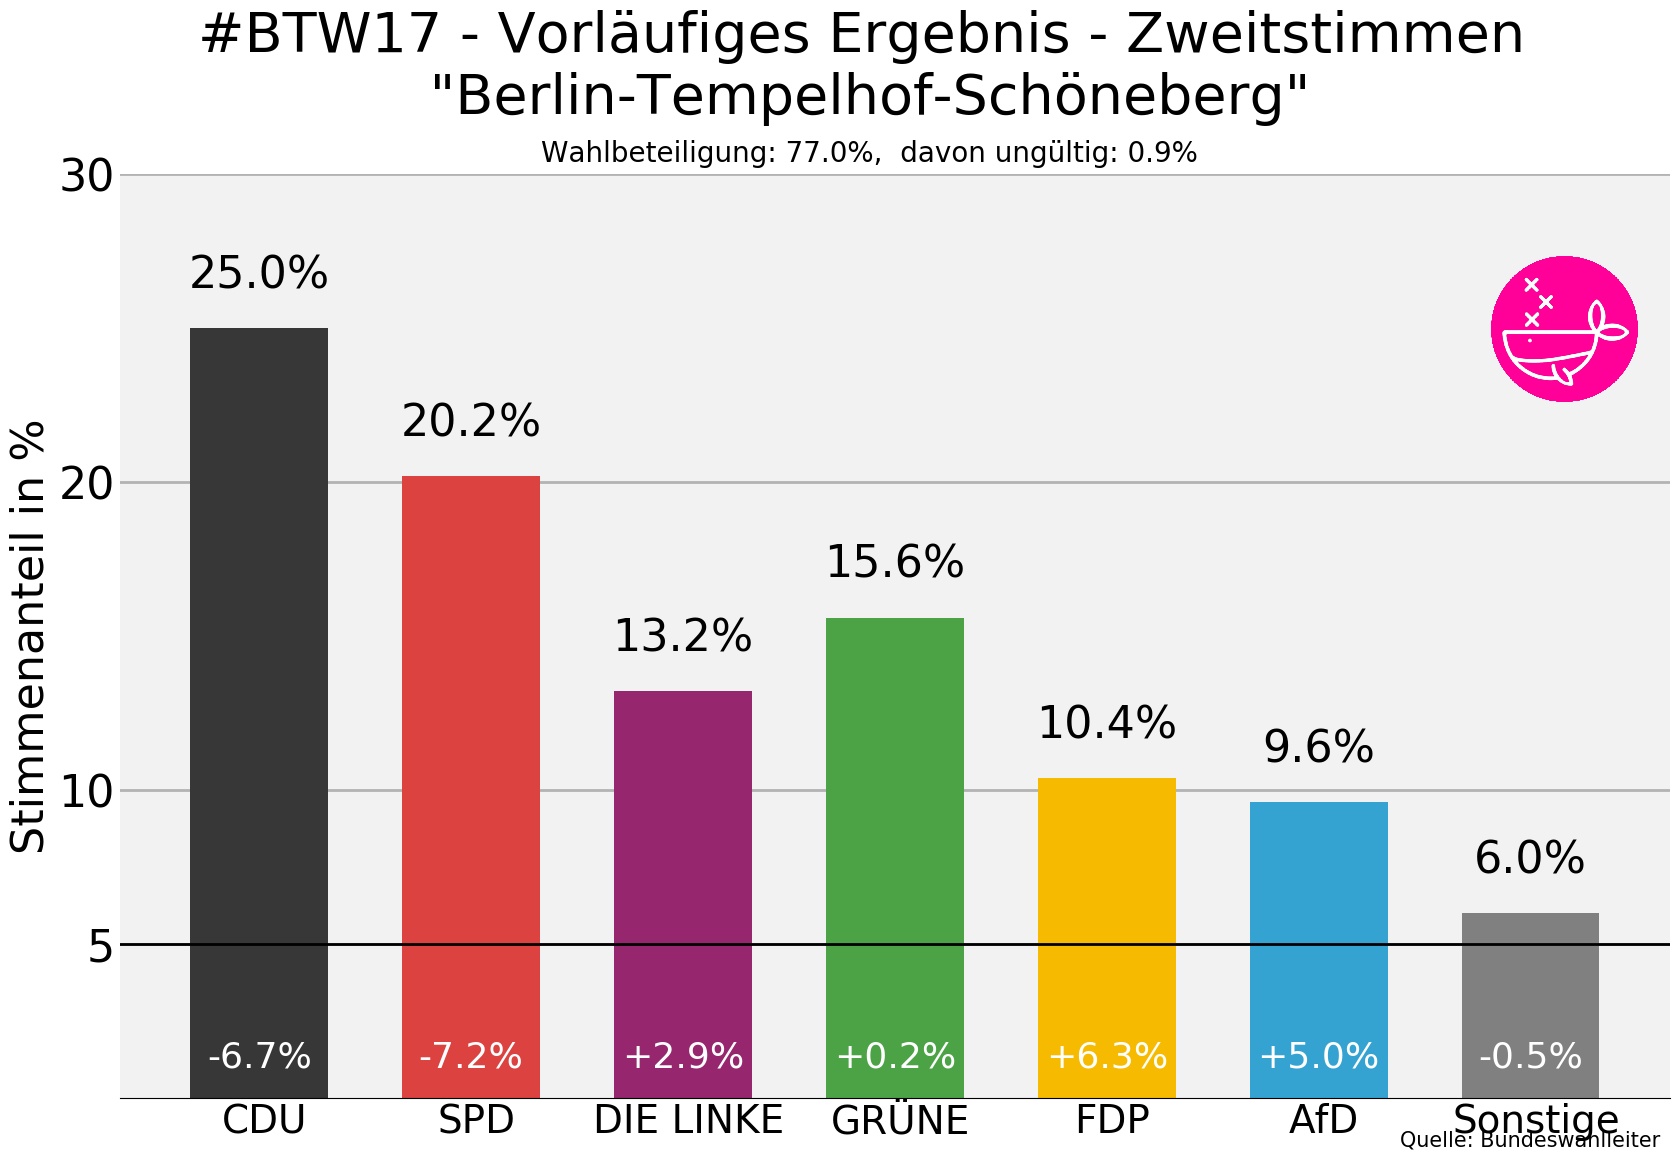 #BTW17 - Vorläufiges Ergebnis - Zweitstimmen
"Berlin-Tempelhof-Schöneberg"
Wahlbeteiligung: 77.0%,  davon ungültig: 0.9%
Stimmenanteil in %
30
20
10
5
25.0%
20.2%
13.2%
15.6%
10.4%
9.6%
6.0%
-6.7%
-7.2%
+2.9%
+0.2%
+6.3%
+5.0%
-0.5%
CDU
SPD
DIE LINKE
GRÜNE
FDP
AfD
Sonstige
Quelle: Bundeswahlleiter